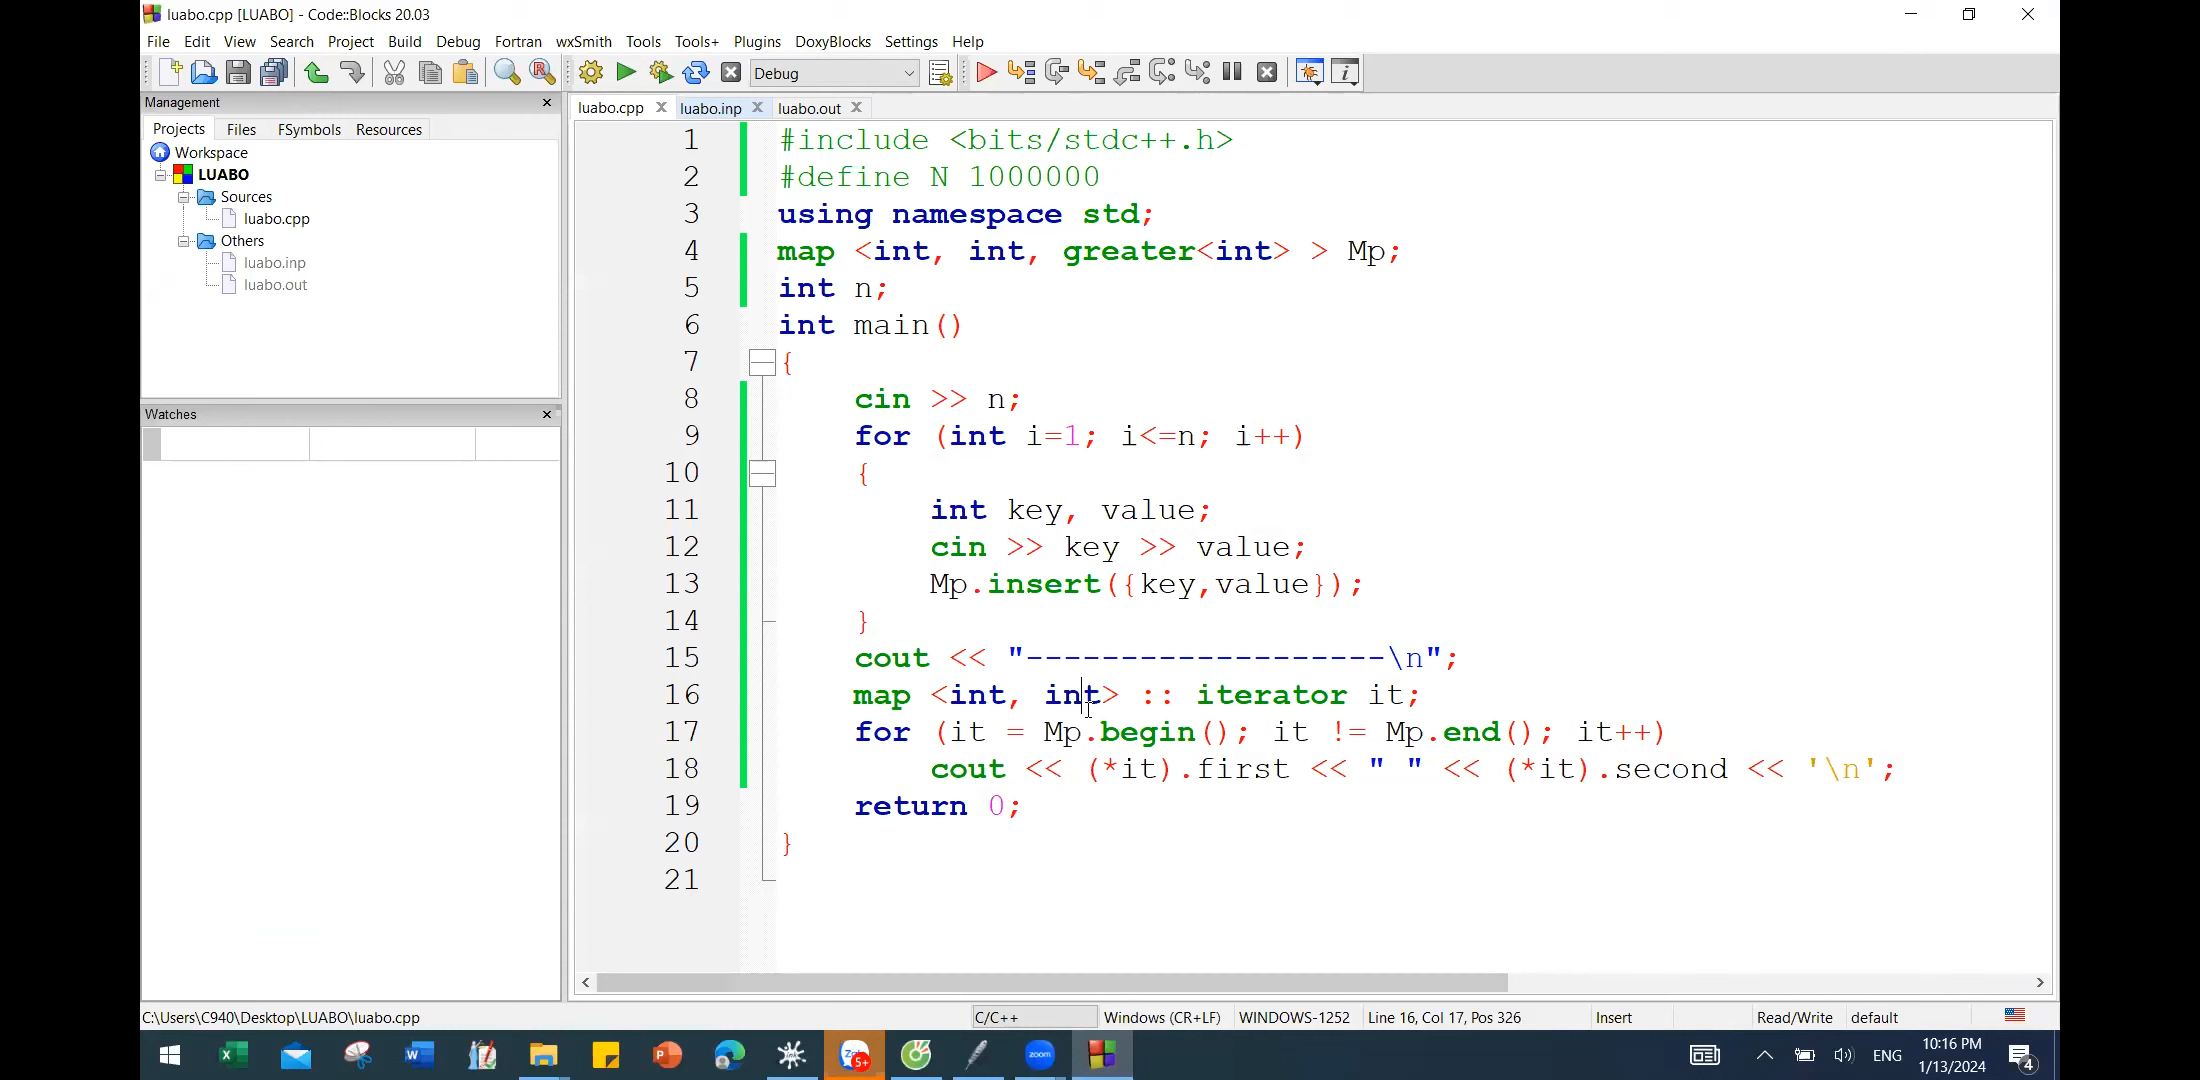 luabo.cpp [LUABO] - Code::Blocks 20.03
File Edit View Search Project Build Debug Fortran wxSmith Tools Tools+ Plugins DoxyBlocks Settings Help
Debug
Management
Projects Files FSymbols Resources
Workspace
LUABO
Sources
luabo.cpp
Others
luabo.inp
luabo.out
Watches
luabo.cpp luabo.inp luabo.out
1 #include <bits/stdc++.h>
2 #define N 1000000
3 using namespace std;
4 map <int, int, greater<int> > Mp;
5 int n;
6 int main()
7 {
8 cin >> n;
9 for (int i=1; i<=n; i++)
10 {
11 int key, value;
12 cin >> key >> value;
13 Mp.insert({key,value});
14 }
15 cout << "-------------------\n";
16 map <int, int> :: iterator it;
17 for (it = Mp.begin(); it != Mp.end(); it++)
18 cout << (*it).first << " " << (*it).second << '\n';
19 return 0;
20 }
21
C:\Users\C940\Desktop\LUABO\luabo.cpp C/C++ Windows (CR+LF) WINDOWS-1252 Line 16, Col 17, Pos 326 Insert Read/Write default
5+ zoom ENG 10:16 PM
1/13/2024 4